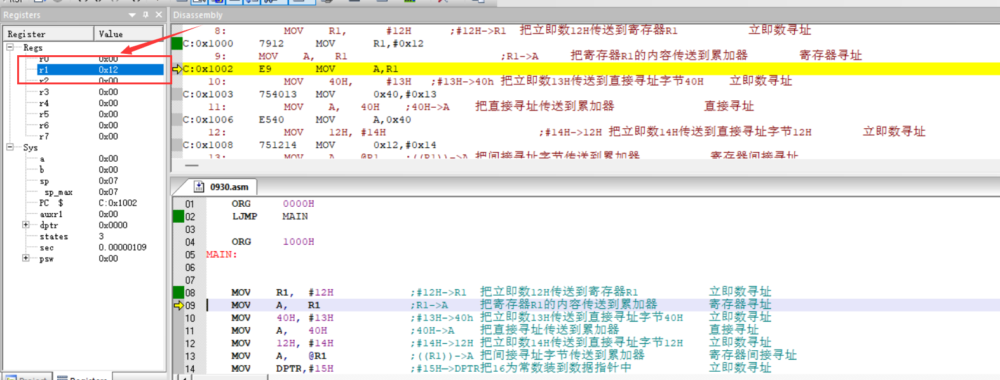 Registers
Register Value
Regs
r0 0x00
r1 0x12
r2 0x00
r3 0x00
r4 0x00
r5 0x00
r6 0x00
r7 0x00
Sys
a 0x00
b 0x00
sp 0x07
sp_max 0x07
PC $ C:0x1002
auxr1 0x00
dptr 0x0000
states 3
sec 0.00000109
psw 0x00
Project Registers
Disassembly
8: MOV R1, #12H ;#12H->R1 把立即数12H传送到寄存器R1 立即数寻址
C:0x1000 7912 MOV R1,#0x12
9: MOV A, R1 ;R1->A 把寄存器R1的内容传送到累加器 寄存器寻址
C:0x1002 E9 MOV A,R1
10: MOV 40H, #13H ;#13H->40h 把立即数13H传送到直接寻址字节40H 立即数寻址
C:0x1003 754013 MOV 0x40,#0x13
11: MOV A, 40H ;40H->A 把直接寻址传送到累加器 直接寻址
C:0x1006 E540 MOV A,0x40
12: MOV 12H, #14H ;#14H->12H 把立即数14H传送到直接寻址字节12H 立即数寻址
C:0x1008 751214 MOV 0x12,#0x14
13: MOV A, @R1 ;((R1))->A 把间接寻址字节传送到累加器 寄存器间接寻址
0930.asm
01 ORG 0000H
02 LJMP MAIN
03
04 ORG 1000H
05 MAIN:
06
07
08 MOV R1, #12H ;#12H->R1 把立即数12H传送到寄存器R1 立即数寻址
09 MOV A, R1 ;R1->A 把寄存器R1的内容传送到累加器 寄存器寻址
10 MOV 40H, #13H ;#13H->40h 把立即数13H传送到直接寻址字节40H 立即数寻址
11 MOV A, 40H ;40H->A 把直接寻址传送到累加器 直接寻址
12 MOV 12H, #14H ;#14H->12H 把立即数14H传送到直接寻址字节12H 立即数寻址
13 MOV A, @R1 ;((R1))->A 把间接寻址字节传送到累加器 寄存器间接寻址
14 MOV DPTR,#15H ;#15H—>DPTR把16为常数装到数据指针中 立即数寻址